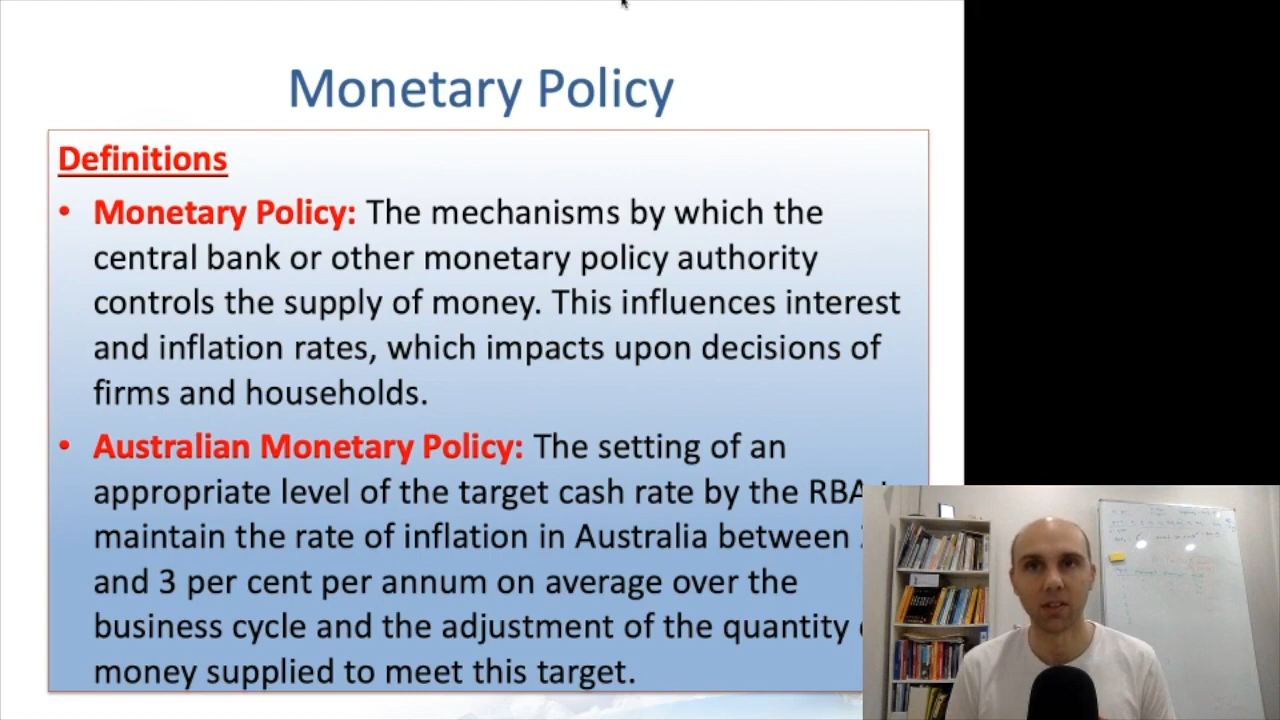 Monetary Policy
Definitions
• Monetary Policy: The mechanisms by which the
central bank or other monetary policy authority
controls the supply of money. This influences interest
and inflation rates, which impacts upon decisions of
firms and households.
• Australian Monetary Policy: The setting of an
appropriate level of the target cash rate by the RBA
maintain the rate of inflation in Australia between
and 3 per cent per annum on average over the
business cycle and the adjustment of the quantity
money supplied to meet this target.